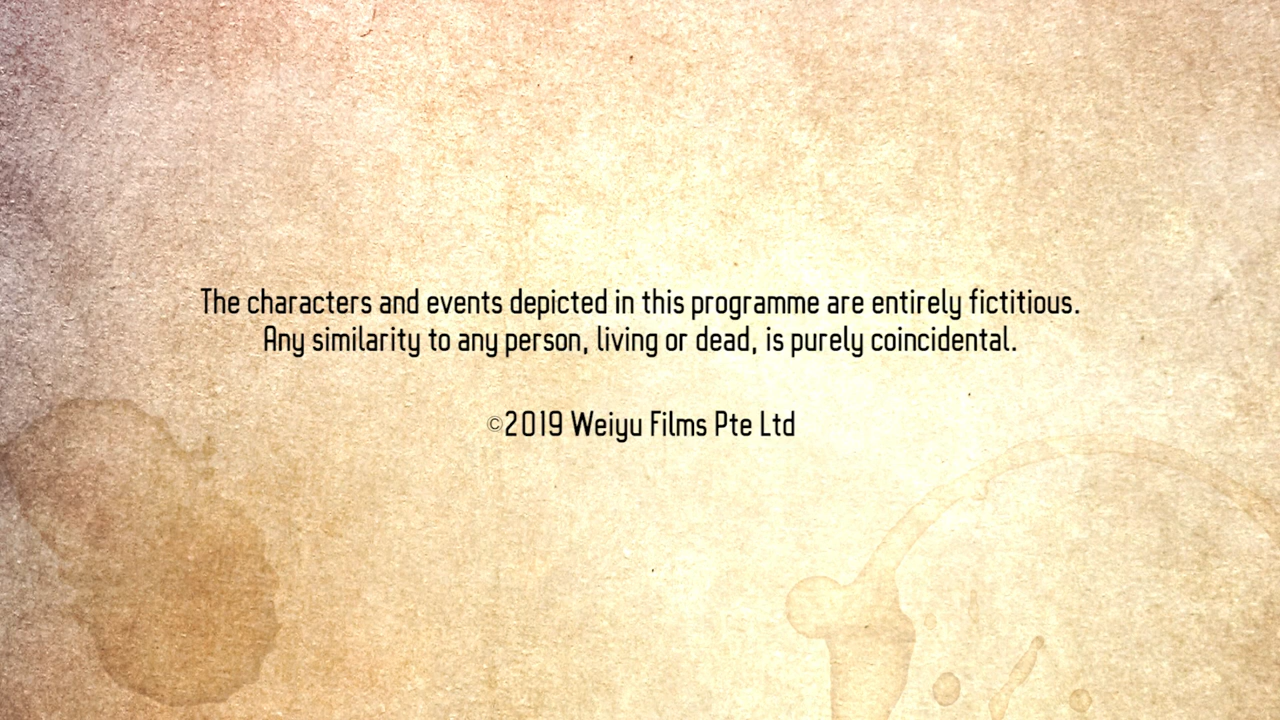 The characters and events depicted in this programme are entirely fictitious.
Any similarity to any person, living or dead, is purely coincidental.
©2019 Weiyu Films Pte Ltd